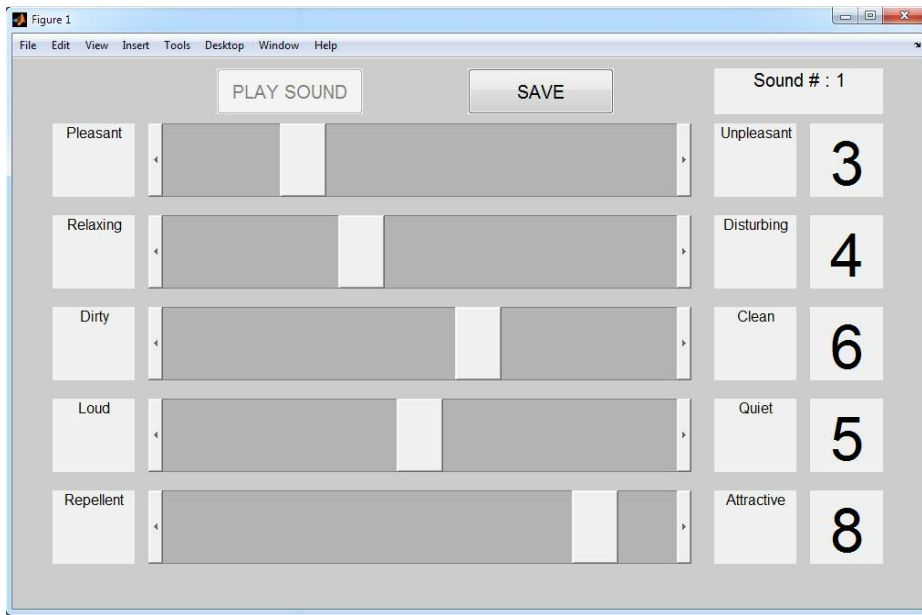 Figure 1
File Edit View Insert Tools Desktop Window Help
PLAY SOUND SAVE Sound # : 1
Pleasant Unpleasant 3
Relaxing Disturbing 4
Dirty Clean 6
Loud Quiet 5
Repellent Attractive 8